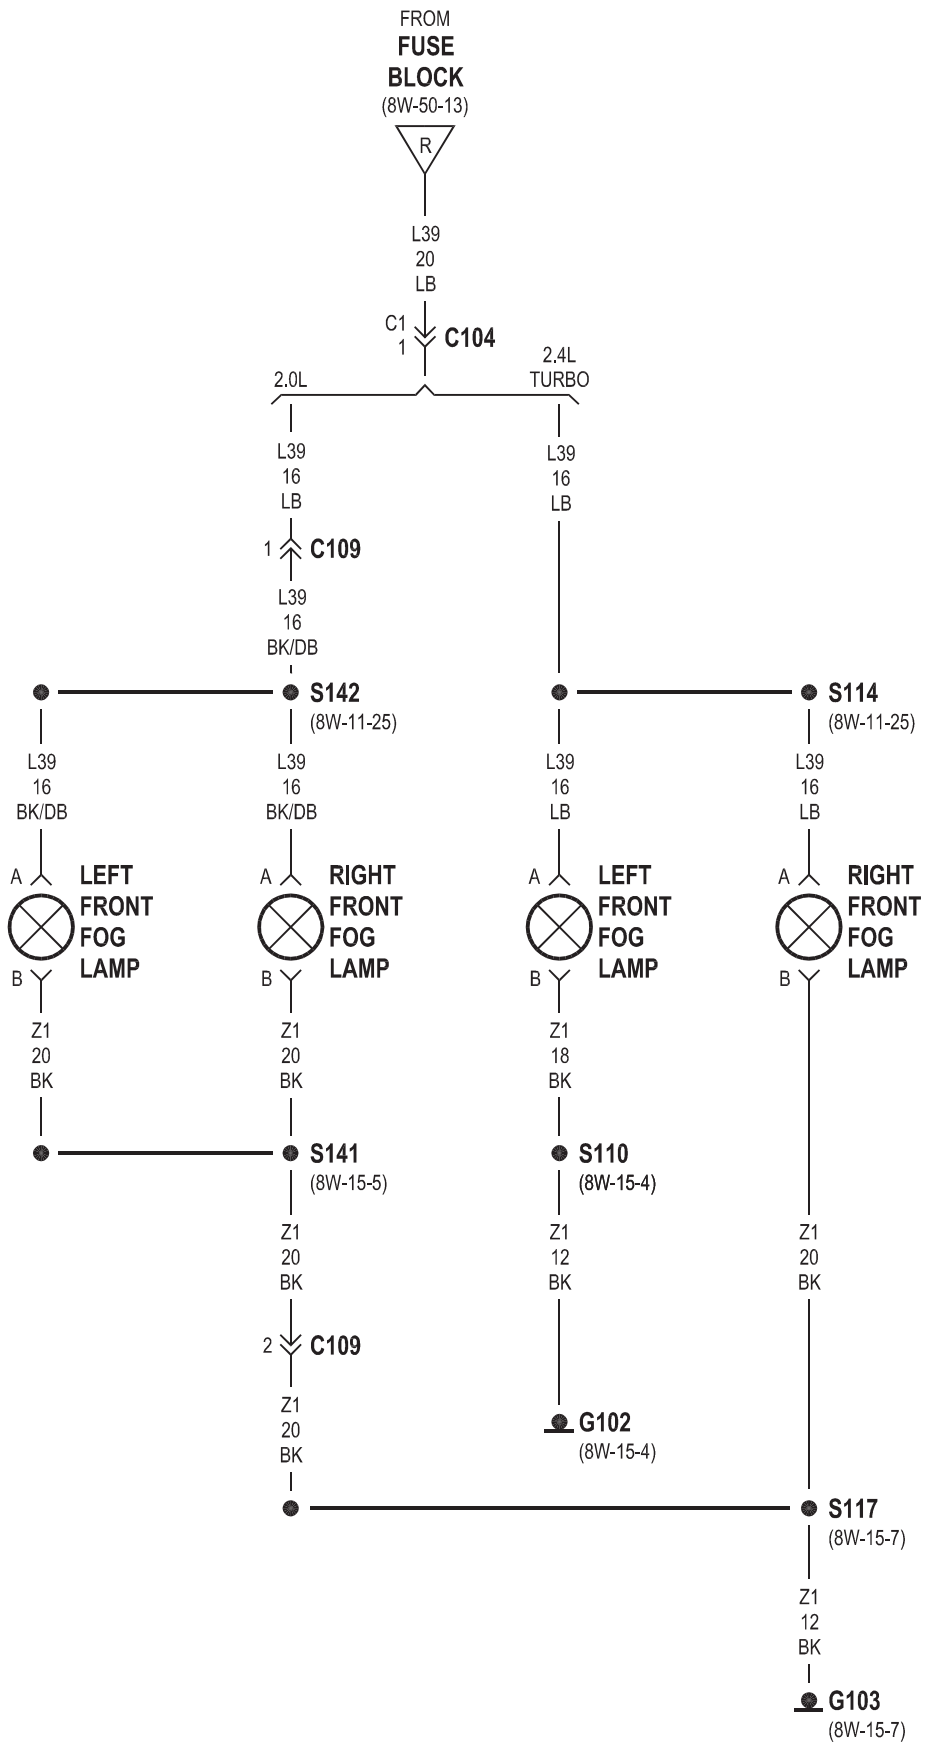 FROM
FUSE
BLOCK
(8W-50-13)
R
L39
20
LB
C1
1
C104
2.0L
2.4L
TURBO
L39
16
LB
L39
16
LB
1
C109
L39
16
BK/DB
S142
(8W-11-25)
S114
(8W-11-25)
L39
16
BK/DB
L39
16
BK/DB
L39
16
LB
L39
16
LB
A
LEFT
FRONT
FOG
LAMP
B
A
RIGHT
FRONT
FOG
LAMP
B
A
LEFT
FRONT
FOG
LAMP
B
A
RIGHT
FRONT
FOG
LAMP
B
Z1
20
BK
Z1
20
BK
Z1
18
BK
S141
(8W-15-5)
S110
(8W-15-4)
Z1
20
BK
Z1
12
BK
Z1
20
BK
2
C109
Z1
20
BK
G102
(8W-15-4)
S117
(8W-15-7)
Z1
12
BK
G103
(8W-15-7)